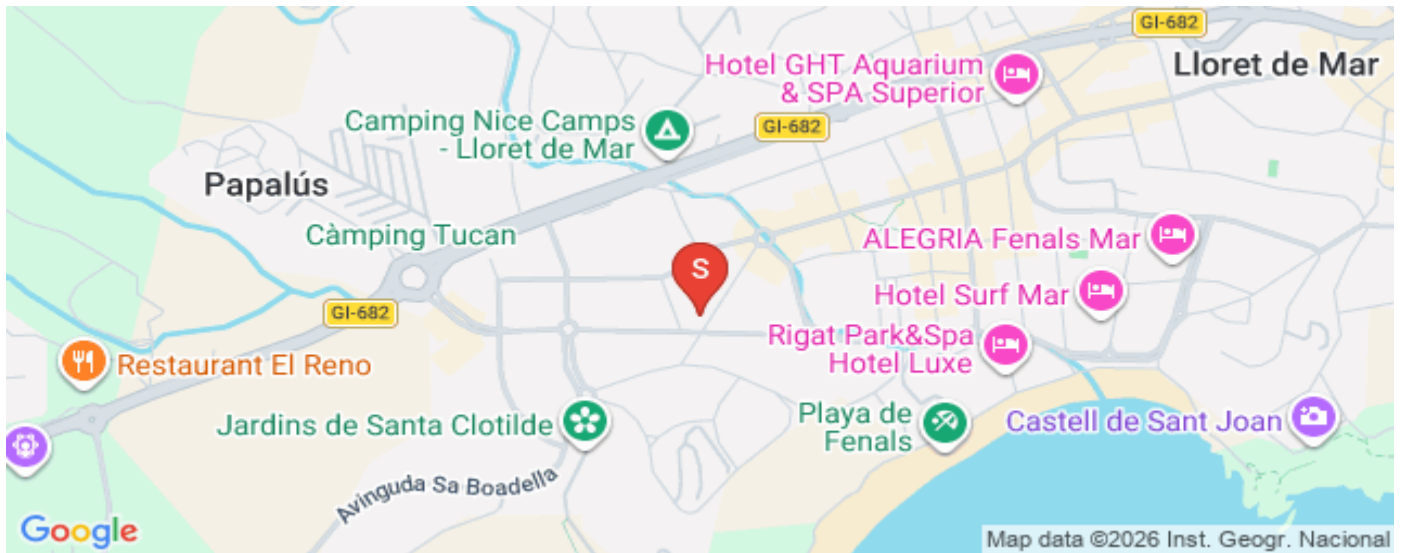 GI-682
Lloret de Mar
Hotel GHT Aquarium
& SPA Superior
Camping Nice Camps
- Lloret de Mar
GI-682
Papalús
Càmping Tucan
ALEGRIA Fenals Mar
S
Hotel Surf Mar
GI-682
Rigat Park&Spa
Hotel Luxe
Restaurant El Reno
Jardins de Santa Clotilde
Playa de
Fenals
Castell de Sant Joan
Avinguda Sa Boadella
Google
Map data ©2026 Inst. Geogr. Nacional